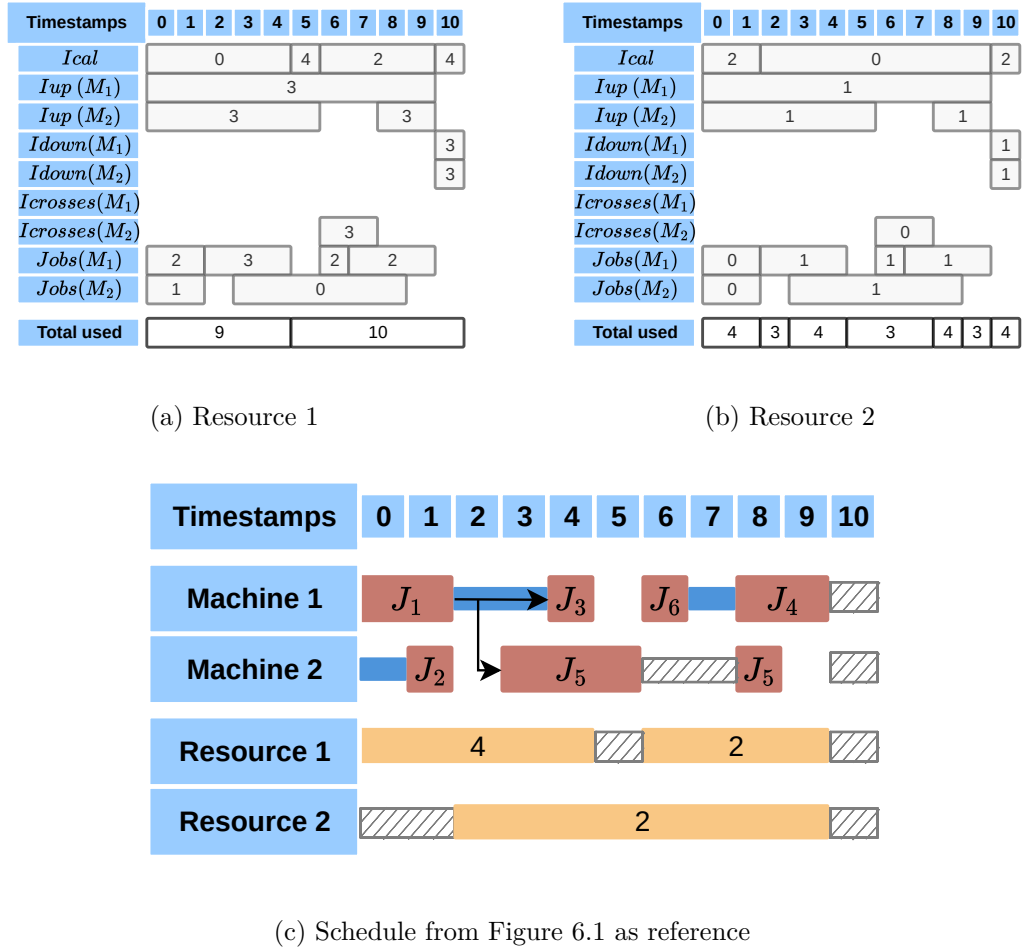 Timestamps 0 1 2 3 4 5 6 7 8 9 10
Ical 0 4 2 4
Iup (M₁) 3
Iup (M₂) 3 3
Idown(M₁) 3
Idown(M₂) 3
Icrosses(M₁)
Icrosses(M₂) 3
Jobs(M₁) 2 3 2 2
Jobs(M₂) 1 0
Total used 9 10
(a) Resource 1
Timestamps 0 1 2 3 4 5 6 7 8 9 10
Ical 2 0 2
Iup (M₁) 1
Iup (M₂) 1 1
Idown(M₁) 1
Idown(M₂) 1
Icrosses(M₁)
Icrosses(M₂) 0
Jobs(M₁) 0 1 1 1
Jobs(M₂) 0 1
Total used 4 3 4 3 4 3 4
(b) Resource 2
Timestamps 0 1 2 3 4 5 6 7 8 9 10
Machine 1 J₁ J₃ J₆ J₄
Machine 2 J₂ J₅ J₅
Resource 1 4 2
Resource 2 2
(c) Schedule from Figure 6.1 as reference